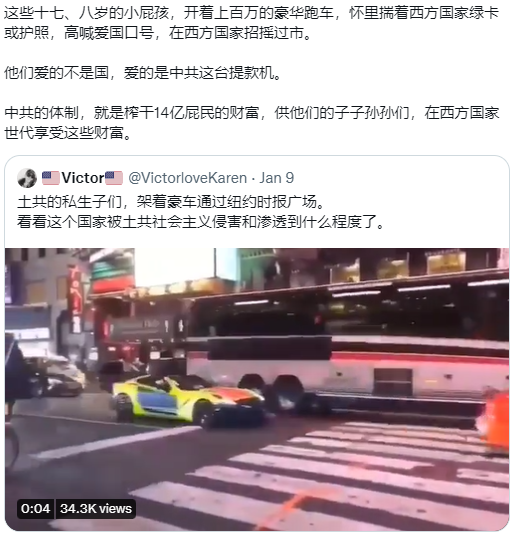 这些十七、八岁的小屁孩，开着上百万的豪华跑车，怀里揣着西方国家绿卡
或护照，高喊爱国口号，在西方国家招摇过市。
他们爱的不是国，爱的是中共这台提款机。
中共的体制，就是榨干14亿屁民的财富，供他们的子子孙孙们，在西方国家
世代享受这些财富。
🇺🇸Victor🇺🇸 @VictorloveKaren · Jan 9
土共的私生子们，架着豪车通过纽约时报广场。
看看这个国家被土共社会主义侵害和渗透到什么程度了。
0:04 34.3K views